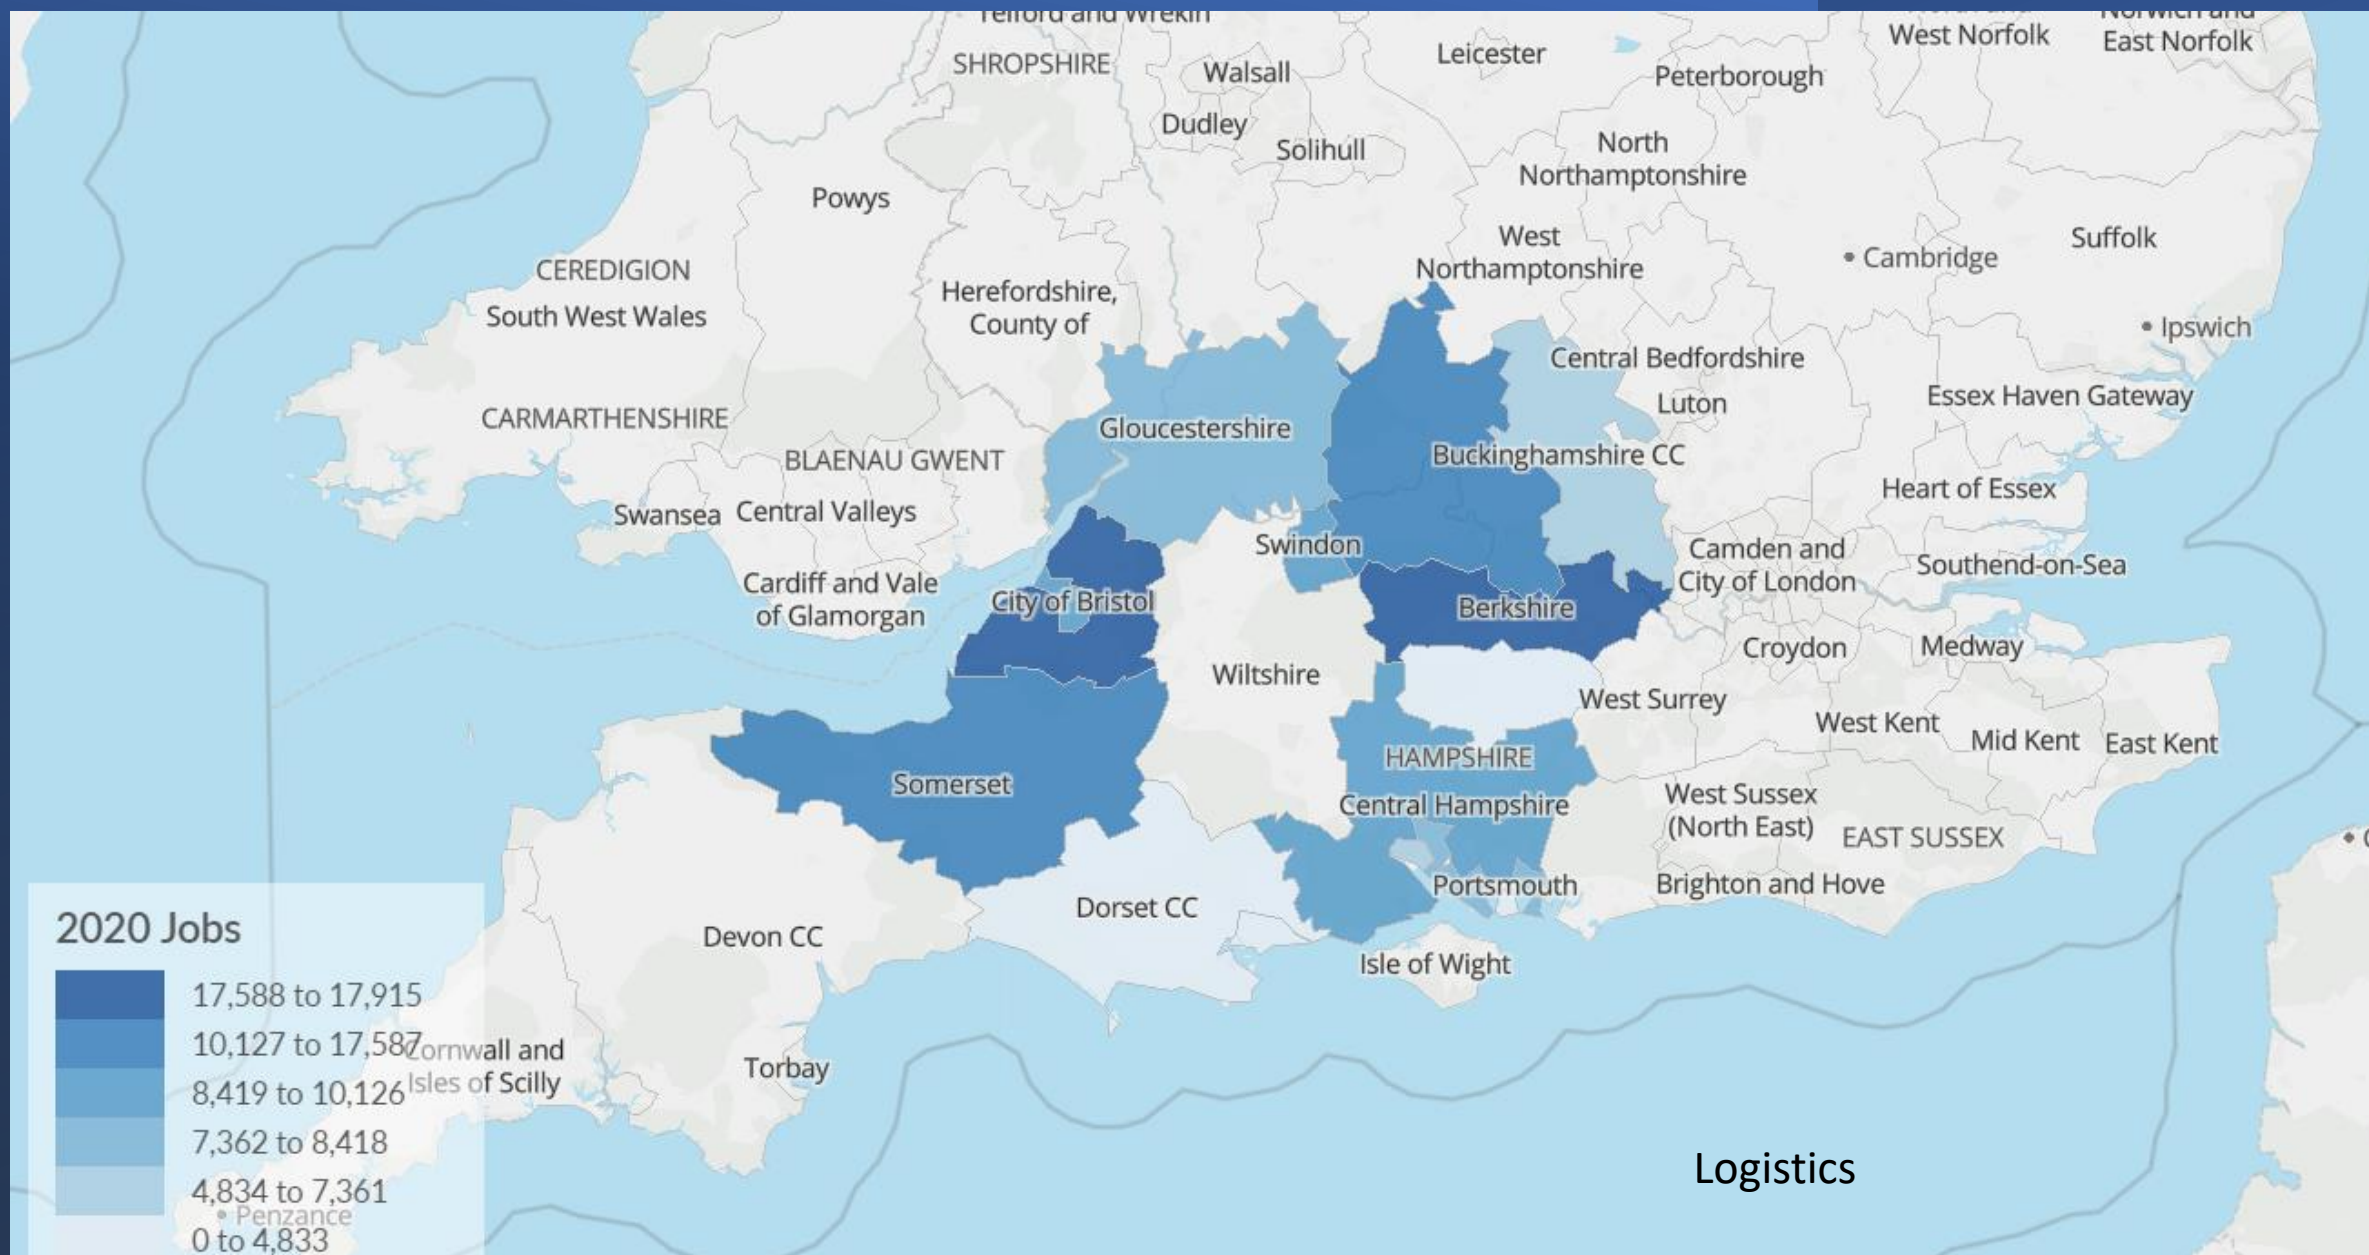 Telford and Wrekin
SHROPSHIRE
Walsall
Dudley
Solihull
Leicester
Peterborough
West Norfolk
Norwich and
East Norfolk
North
Northamptonshire
West
Northamptonshire
Powys
CEREDIGION
South West Wales
Herefordshire,
County of
Cambridge
Suffolk
Ipswich
Central Bedfordshire
Luton
Essex Haven Gateway
CARMARTHENSHIRE
Gloucestershire
Buckinghamshire CC
BLAENAU GWENT
Heart of Essex
Swansea
Central Valleys
Swindon
Camden and
City of London
Southend-on-Sea
Cardiff and Vale
of Glamorgan
City of Bristol
Berkshire
Croydon
Medway
Wiltshire
West Surrey
West Kent
Mid Kent
East Kent
HAMPSHIRE
Somerset
Central Hampshire
West Sussex
(North East)
EAST SUSSEX
Portsmouth
Brighton and Hove
Dorset CC
Devon CC
Isle of Wight
Torbay
Cornwall and
Isles of Scilly
Penzance
2020 Jobs
17,588 to 17,915
10,127 to 17,587
8,419 to 10,126
7,362 to 8,418
4,834 to 7,361
0 to 4,833
Logistics